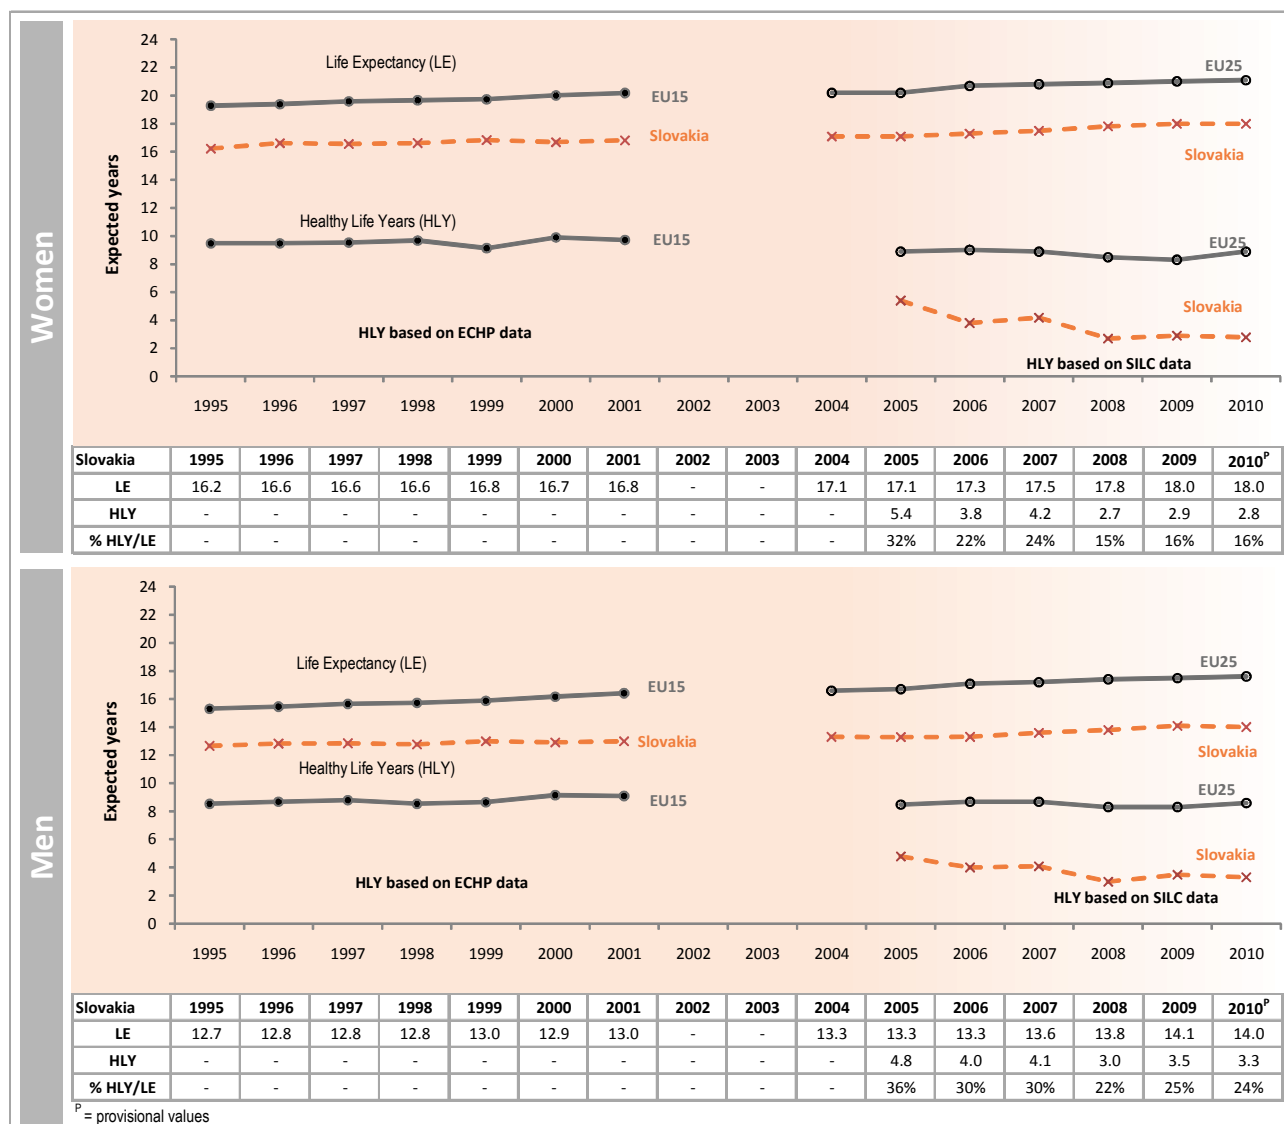 Women
Expected years
24
22
20
18
16
14
12
10
8
6
4
2
0
Life Expectancy (LE)
EU15
Slovakia
EU25
Slovakia
Healthy Life Years (HLY)
EU15
EU25
Slovakia
HLY based on ECHP data
HLY based on SILC data
1995 1996 1997 1998 1999 2000 2001 2002 2003 2004 2005 2006 2007 2008 2009 2010
Slovakia 1995 1996 1997 1998 1999 2000 2001 2002 2003 2004 2005 2006 2007 2008 2009 2010P
LE 16.2 16.6 16.6 16.6 16.8 16.7 16.8 - - 17.1 17.1 17.3 17.5 17.8 18.0 18.0
HLY - - - - - - - - - - 5.4 3.8 4.2 2.7 2.9 2.8
% HLY/LE - - - - - - - - - - 32% 22% 24% 15% 16% 16%
Men
Expected years
24
22
20
18
16
14
12
10
8
6
4
2
0
Life Expectancy (LE)
EU15
Slovakia
EU25
Slovakia
Healthy Life Years (HLY)
EU15
EU25
Slovakia
HLY based on ECHP data
HLY based on SILC data
1995 1996 1997 1998 1999 2000 2001 2002 2003 2004 2005 2006 2007 2008 2009 2010
Slovakia 1995 1996 1997 1998 1999 2000 2001 2002 2003 2004 2005 2006 2007 2008 2009 2010P
LE 12.7 12.8 12.8 12.8 13.0 12.9 13.0 - - 13.3 13.3 13.3 13.6 13.8 14.1 14.0
HLY - - - - - - - - - - 4.8 4.0 4.1 3.0 3.5 3.3
% HLY/LE - - - - - - - - - - 36% 30% 30% 22% 25% 24%
P = provisional values